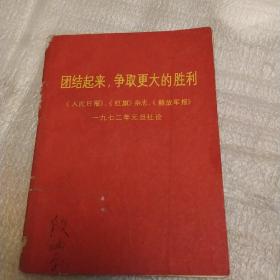 团结起来，争取更大的胜利
《人民日报》、《红旗》杂志、《解放军报》
一九七二年元旦社论